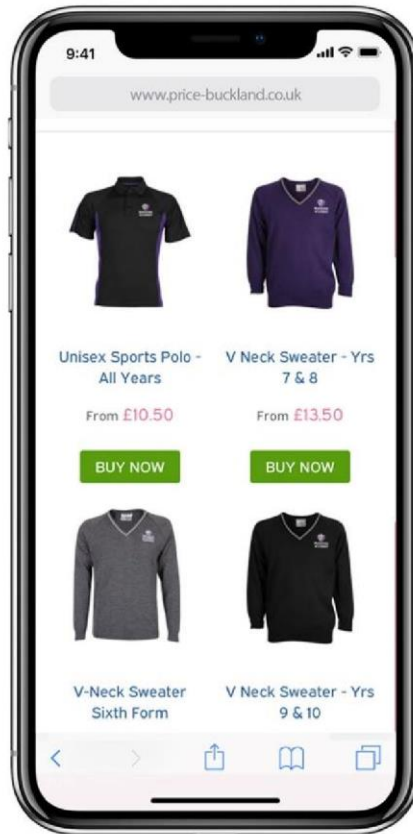 9:41
www.price-buckland.co.uk
Unisex Sports Polo -
All Years
V Neck Sweater - Yrs
7 & 8
From £10.50
From £13.50
BUY NOW
BUY NOW
V-Neck Sweater
Sixth Form
V Neck Sweater - Yrs
9 & 10